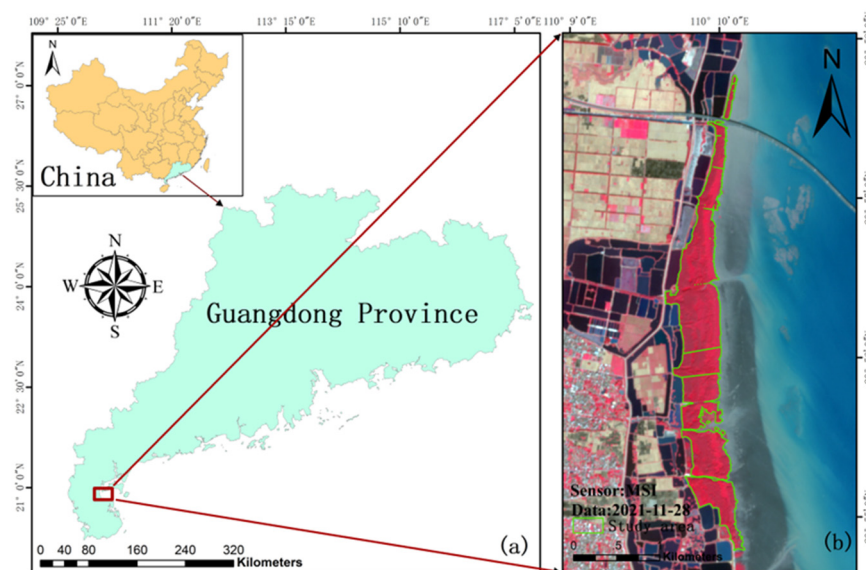 109°25′0″E 111°20′0″E 113°15′0″E 115°10′0″E 117°5′0″E
110°9′0″E 110°10′0″E
27°0′0″N
25°30′0″N
24°0′0″N
22°30′0″N
21°0′0″N
N
China
N
W E
S
Guangdong Province
0 40 80 160 240 320
Kilometers
(a)
N
Sensor:MSI
Data:2021-11-28
Study area
0 5
Kilometers
(b)